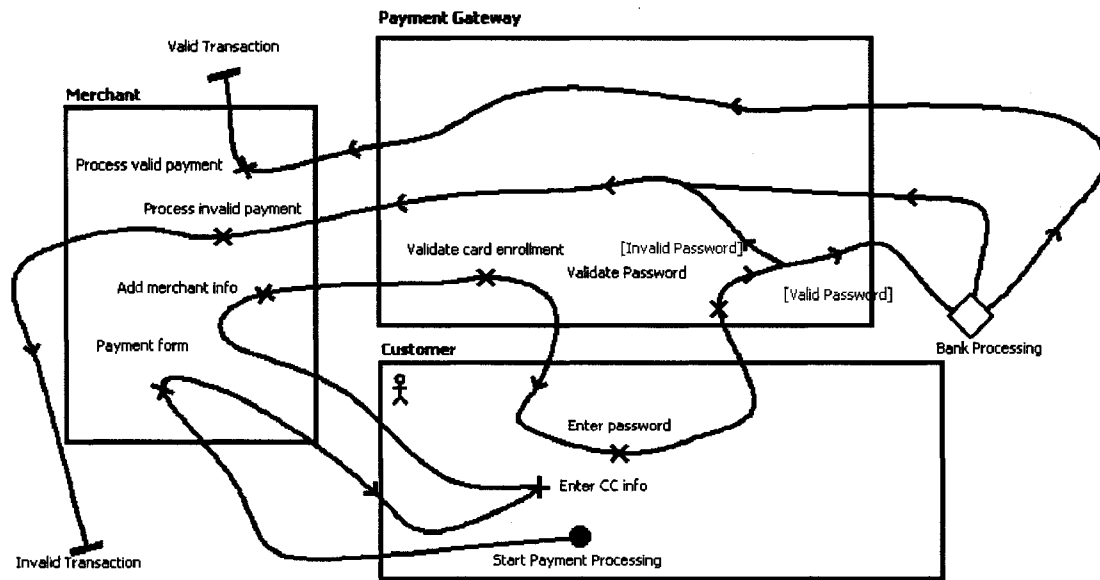 Payment Gateway
Valid Transaction
Merchant
Process valid payment
Process invalid payment
Validate card enrollment
[Invalid Password]
Validate Password
Add merchant info
[Valid Password]
Payment form
Bank Processing
Customer
Enter password
Enter CC info
Start Payment Processing
Invalid Transaction